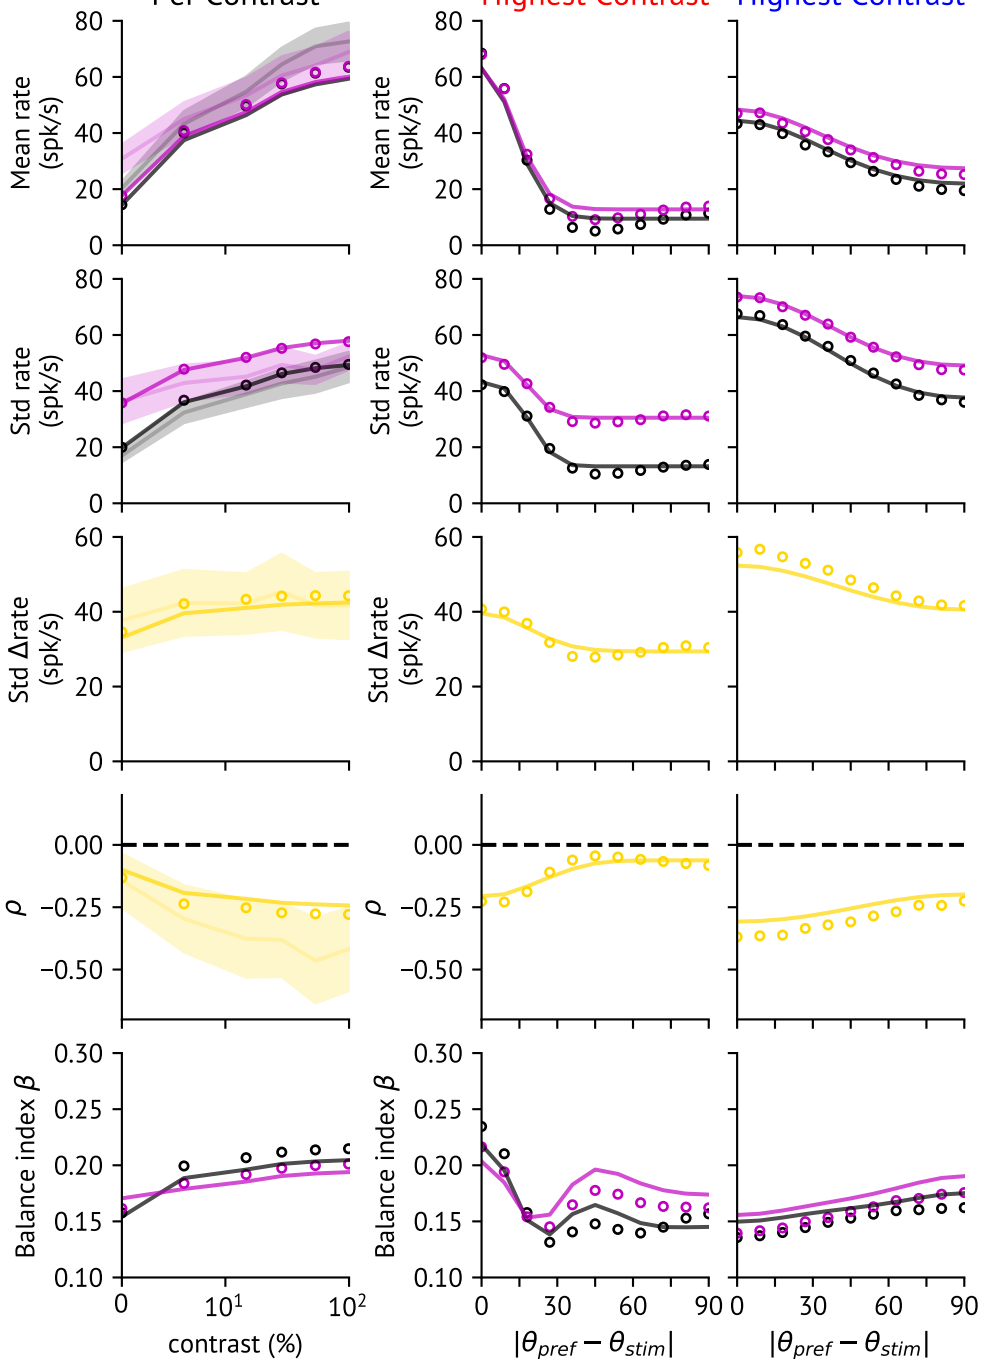 Per Contrast
Highest Contrast
Highest Contrast
Mean rate
(spk/s)
80
60
40
20
0
Mean rate
(spk/s)
80
60
40
20
0
Std rate
(spk/s)
80
60
40
20
0
Std rate
(spk/s)
80
60
40
20
0
Std Δrate
(spk/s)
60
40
20
0
Std Δrate
(spk/s)
60
40
20
0
ρ
0.00
−0.25
−0.50
ρ
0.00
−0.25
−0.50
Balance index β
0.30
0.25
0.20
0.15
0.10
Balance index β
0.30
0.25
0.20
0.15
0.10
0 10¹ 10²
0 30 60 90
0 30 60 90
contrast (%)
|θpref − θstim|
|θpref − θstim|